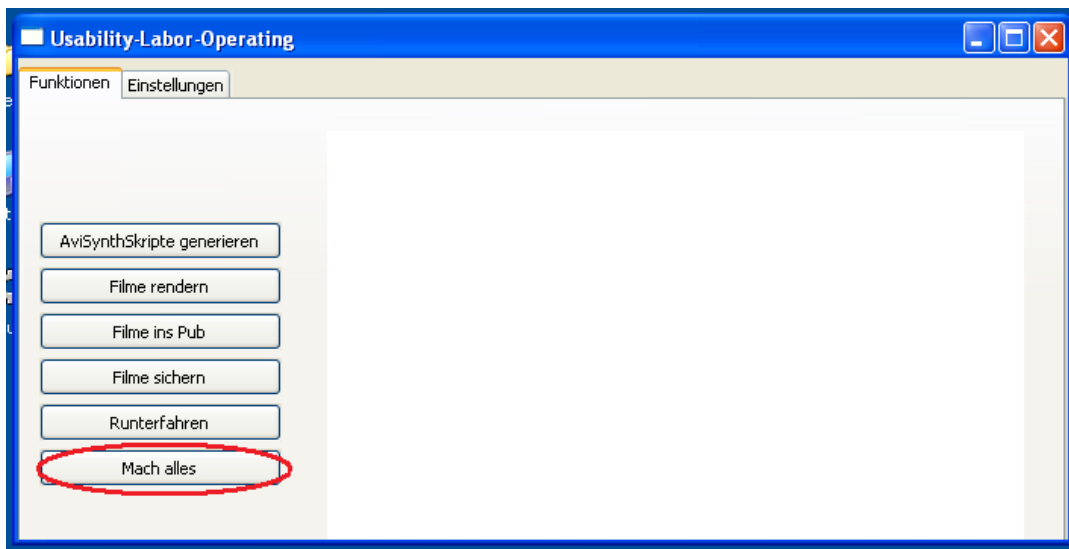 Usability-Labor-Operating
Funktionen Einstellungen
AviSynthSkripte generieren
Filme rendern
Filme ins Pub
Filme sichern
Runterfahren
Mach alles